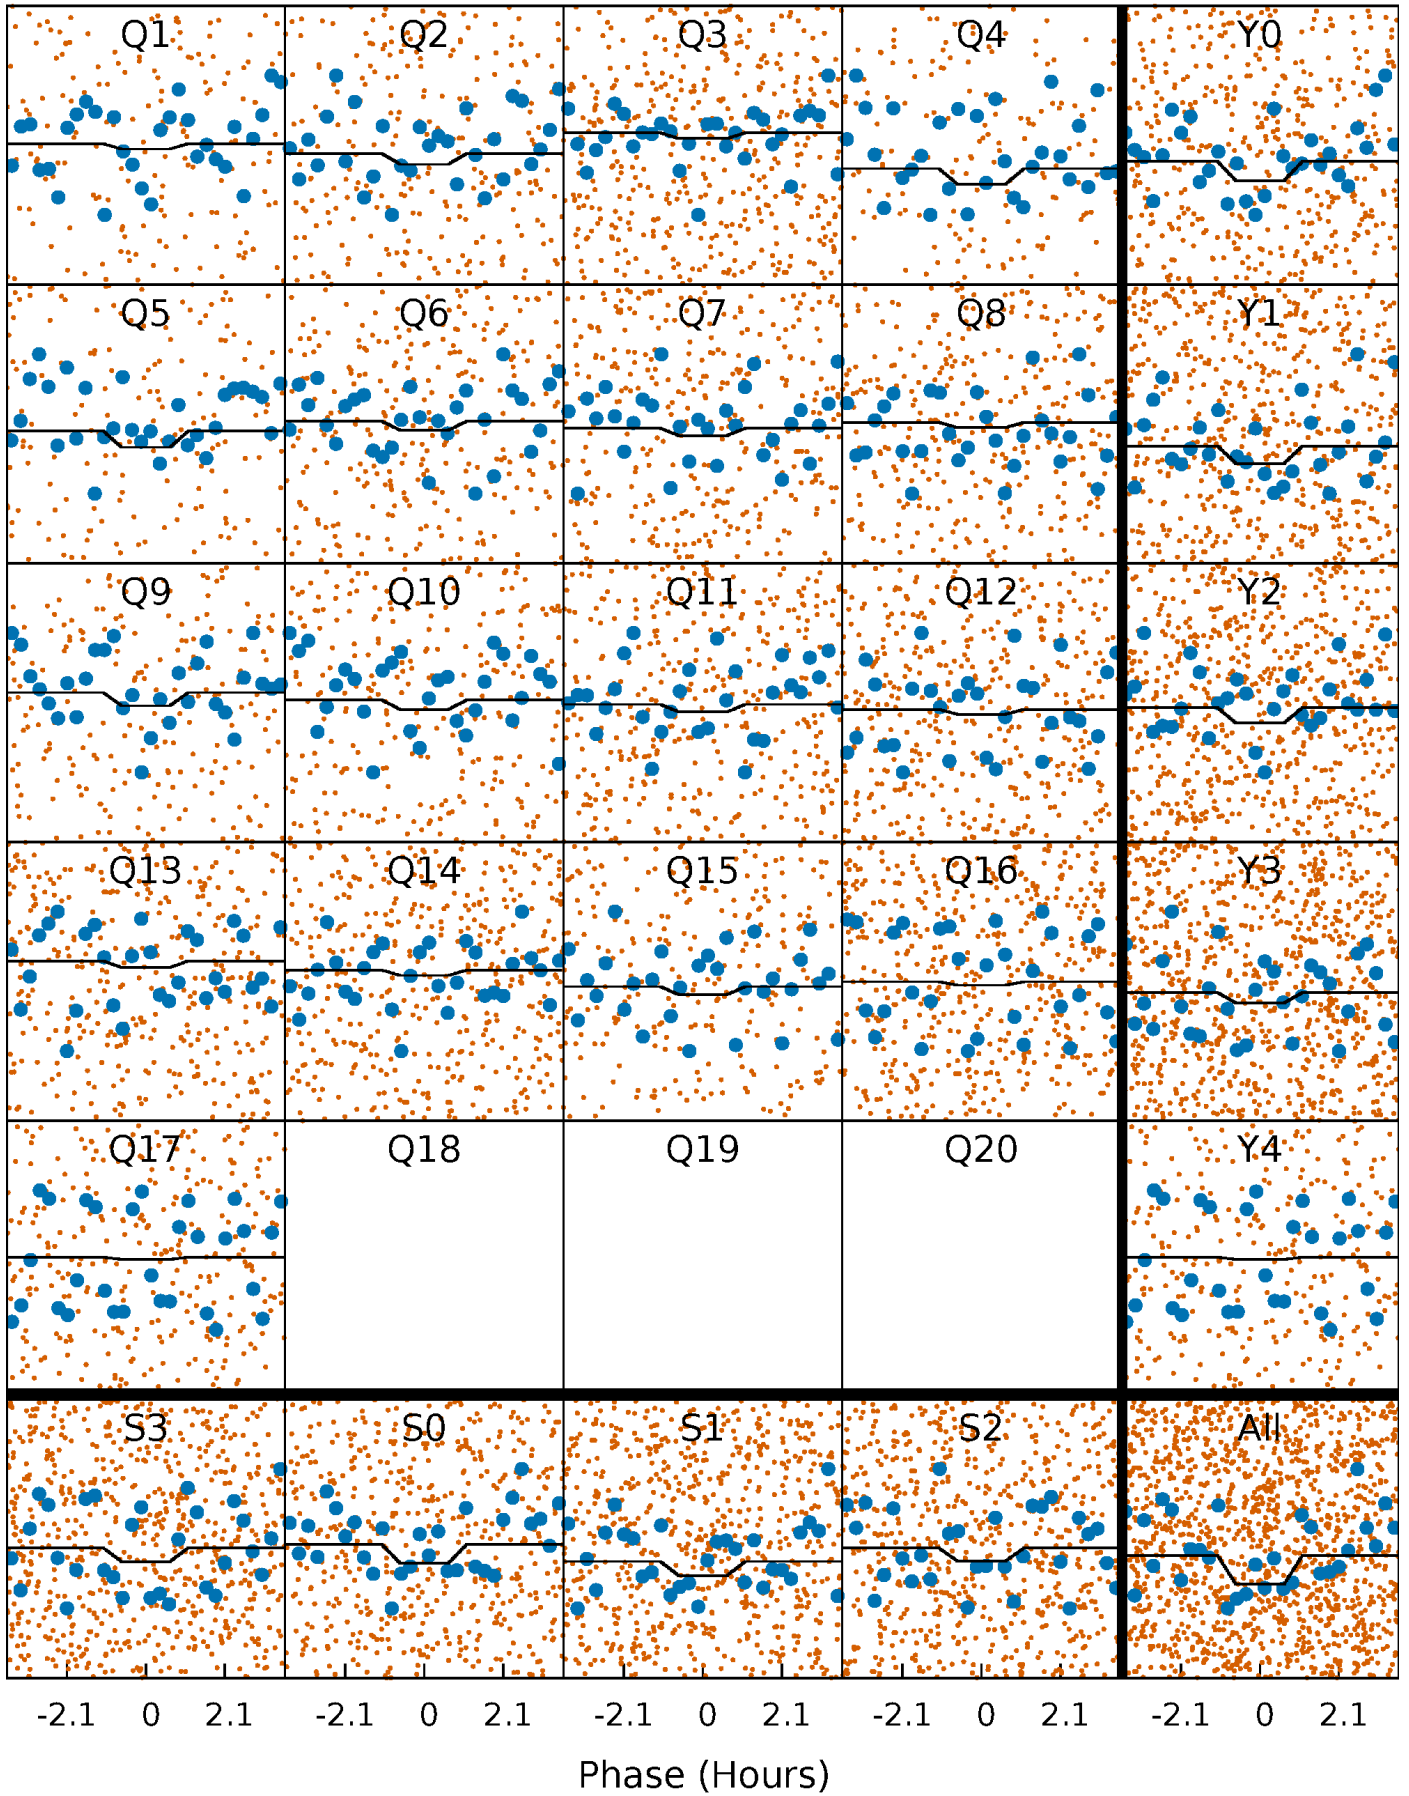 Q1 Q2 Q3 Q4 Y0
Q5 Q6 Q7 Q8 Y1
Q9 Q10 Q11 Q12 Y2
Q13 Q14 Q15 Q16 Y3
Q17 Q18 Q19 Q20 Y4
S3 S0 S1 S2 All
-2.1 0 2.1 -2.1 0 2.1 -2.1 0 2.1 -2.1 0 2.1 -2.1 0 2.1
Phase (Hours)